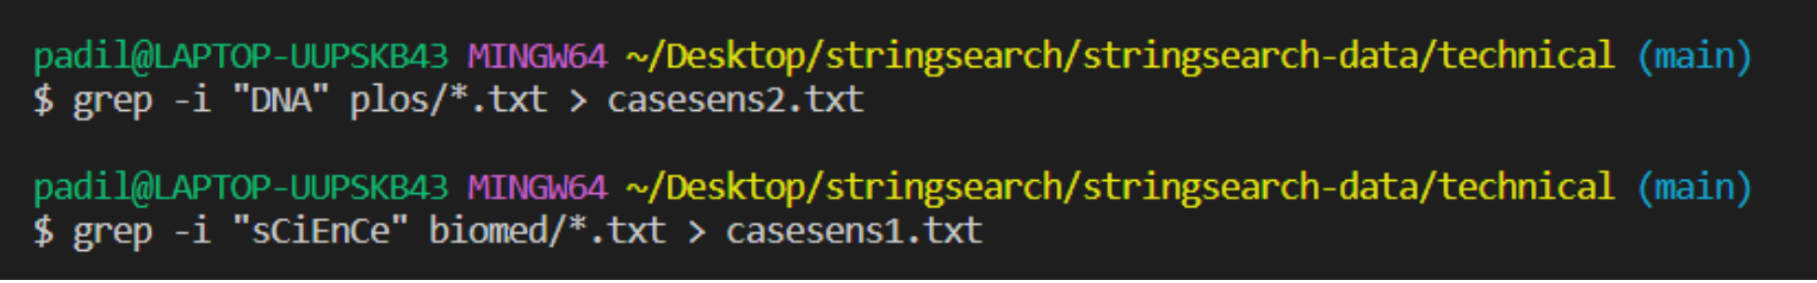 padil@LAPTOP-UUPSKB43 MINGW64 ~/Desktop/stringsearch/stringsearch-data/technical (main)
$ grep -i "DNA" plos/*.txt > casesens2.txt
padil@LAPTOP-UUPSKB43 MINGW64 ~/Desktop/stringsearch/stringsearch-data/technical (main)
$ grep -i "sCiEnCe" biomed/*.txt > casesens1.txt